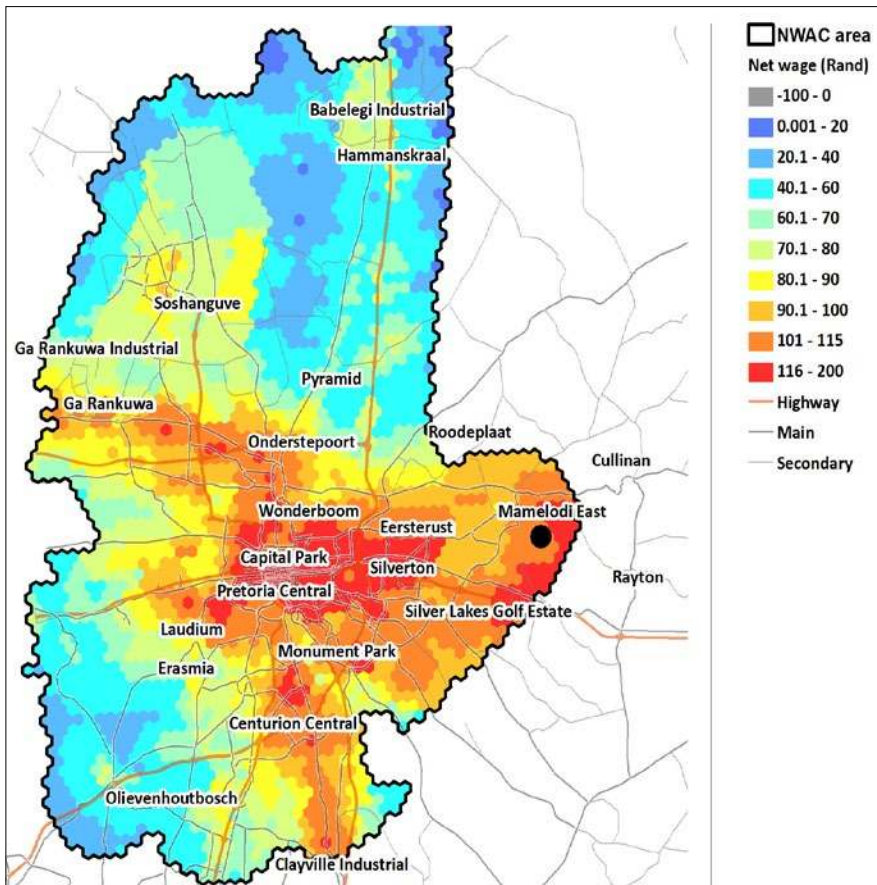 NWAC area
Net wage (Rand)
-100 - 0
0.001 - 20
20.1 - 40
40.1 - 60
60.1 - 70
70.1 - 80
80.1 - 90
90.1 - 100
101 - 115
116 - 200
Highway
Main
Secondary
Babelegi Industrial
Hammanskraal
Soshanguve
Ga Rankuwa Industrial
Pyramid
Ga Rankuwa
Onderstepoort
Roodeplaat
Cullinan
Wonderboom
Mamelodi East
Eersterust
Capital Park
Silverton
Rayton
Pretoria Central
Silver Lakes Golf Estate
Laudium
Monument Park
Erasmia
Centurion Central
Olievenhoutbosch
Clayville Industrial